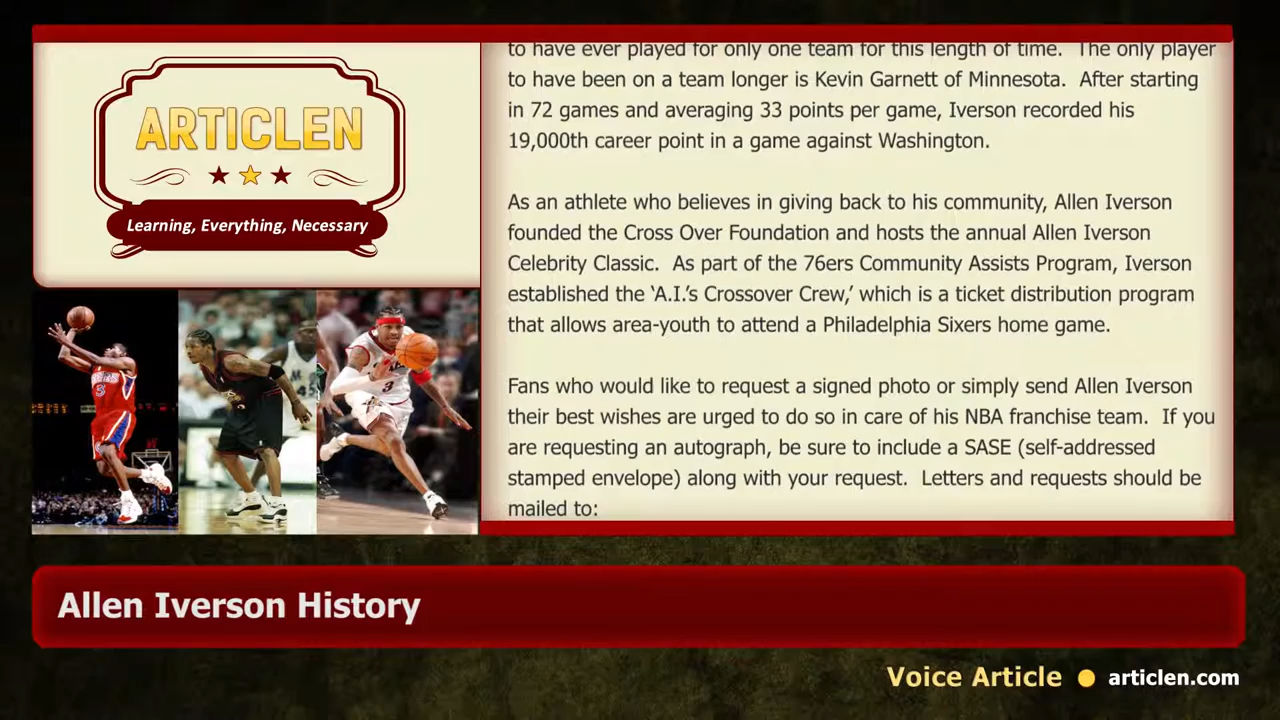 ARTICLEN
Learning, Everything, Necessary
to have ever played for only one team for this length of time.  The only player
to have been on a team longer is Kevin Garnett of Minnesota.  After starting
in 72 games and averaging 33 points per game, Iverson recorded his
19,000th career point in a game against Washington.
As an athlete who believes in giving back to his community, Allen Iverson
founded the Cross Over Foundation and hosts the annual Allen Iverson
Celebrity Classic.  As part of the 76ers Community Assists Program, Iverson
established the ‘A.I.’s Crossover Crew,’ which is a ticket distribution program
that allows area-youth to attend a Philadelphia Sixers home game.
Fans who would like to request a signed photo or simply send Allen Iverson
their best wishes are urged to do so in care of his NBA franchise team.  If you
are requesting an autograph, be sure to include a SASE (self-addressed
stamped envelope) along with your request.  Letters and requests should be
mailed to:
3
Allen Iverson History
Voice Article
articlen.com